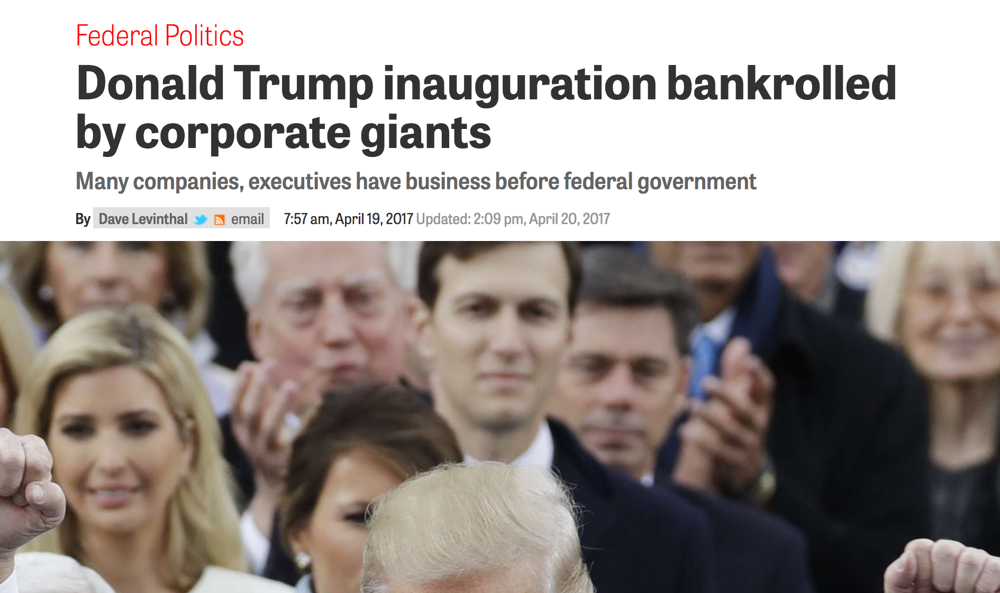 Federal Politics
Donald Trump inauguration bankrolled
by corporate giants
Many companies, executives have business before federal government
By Dave Levinthal email 7:57 am, April 19, 2017 Updated: 2:09 pm, April 20, 2017